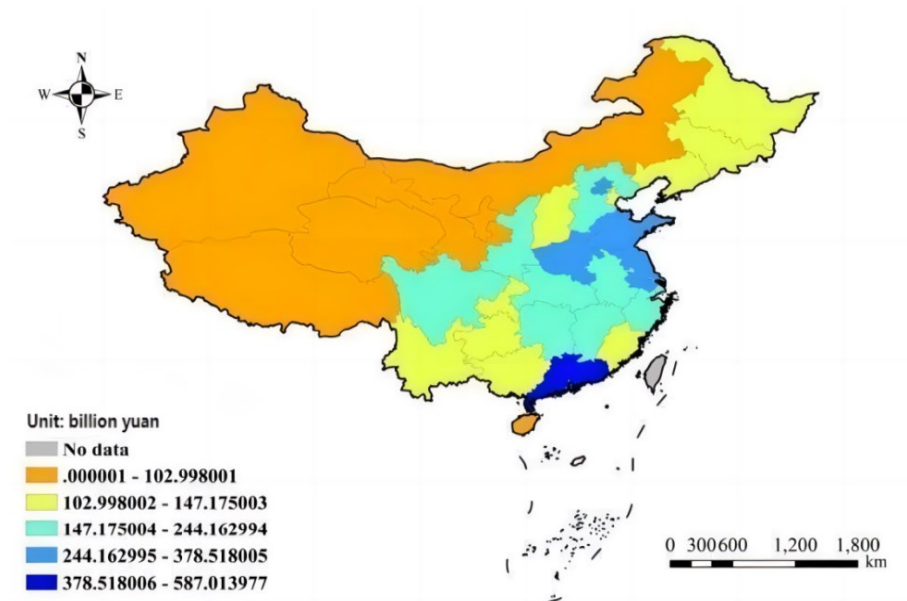 N
W E
S
Unit: billion yuan
No data
.000001 - 102.998001
102.998002 - 147.175003
147.175004 - 244.162994
244.162995 - 378.518005
378.518006 - 587.013977
0 300600 1,200 1,800
km